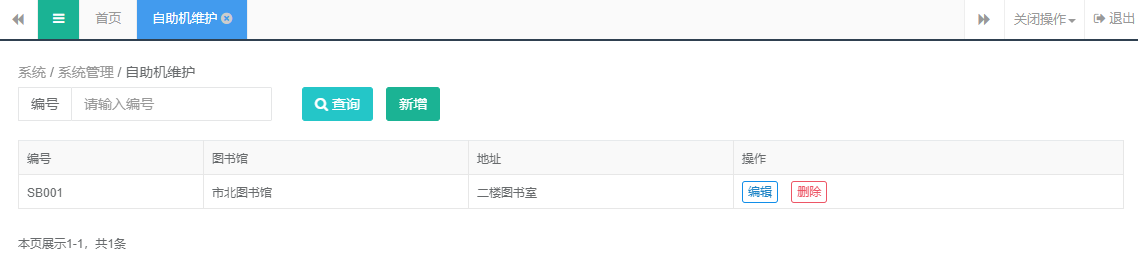 首页 自助机维护 关闭操作 退出
系统 / 系统管理 / 自助机维护
编号 请输入编号 查询 新增
编号 图书馆 地址 操作
SB001 市北图书馆 二楼图书室 编辑 删除
本页展示1-1，共1条